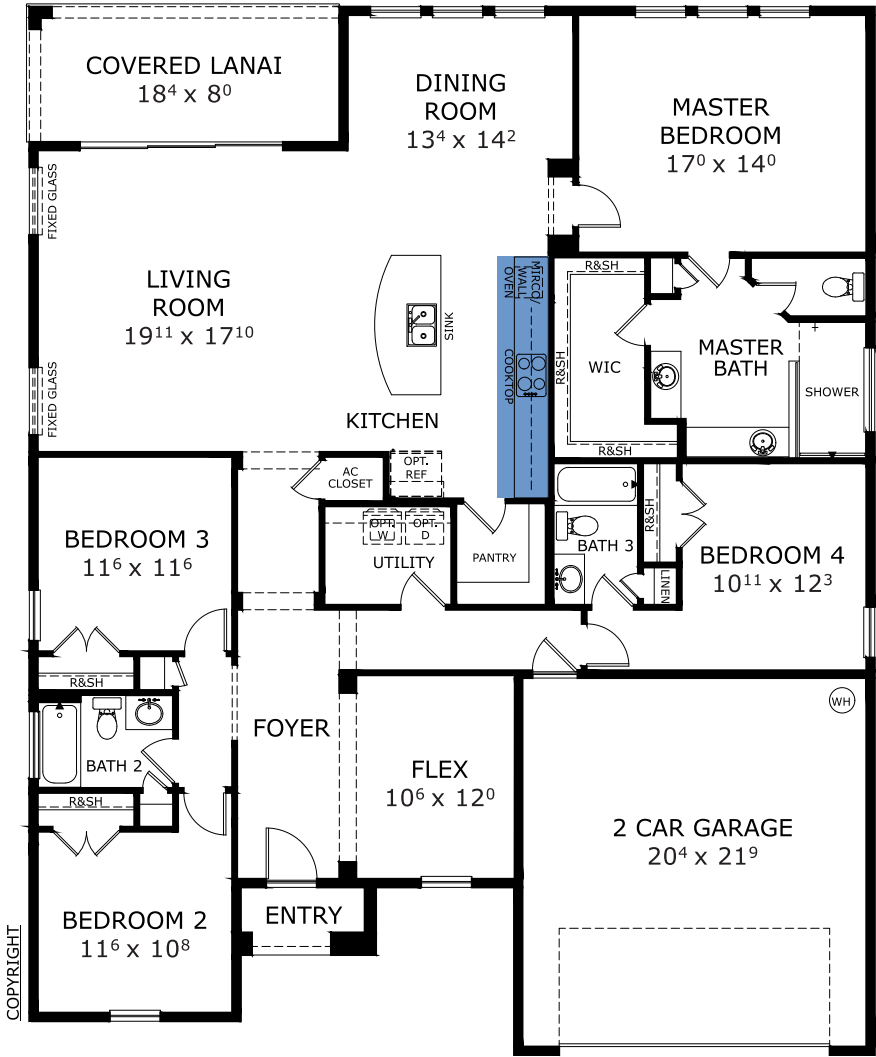 COVERED LANAI
18⁴ x 8⁰
DINING
ROOM
13⁴ x 14²
MASTER
BEDROOM
17⁰ x 14⁰
FIXED GLASS
LIVING
ROOM
19¹¹ x 17¹⁰
SINK
MIRCO/
WALL
OVEN
COOKTOP
R&SH
R&SH
WIC
R&SH
MASTER
BATH
SHOWER
FIXED GLASS
KITCHEN
AC
CLOSET
OPT.
REF
BEDROOM 3
11⁶ x 11⁶
OPT.
W
OPT.
D
UTILITY
PANTRY
BATH 3
R&SH
LINEN
BEDROOM 4
10¹¹ x 12³
R&SH
BATH 2
R&SH
FOYER
FLEX
10⁶ x 12⁰
WH
2 CAR GARAGE
20⁴ x 21⁹
BEDROOM 2
11⁶ x 10⁸
ENTRY
COPYRIGHT